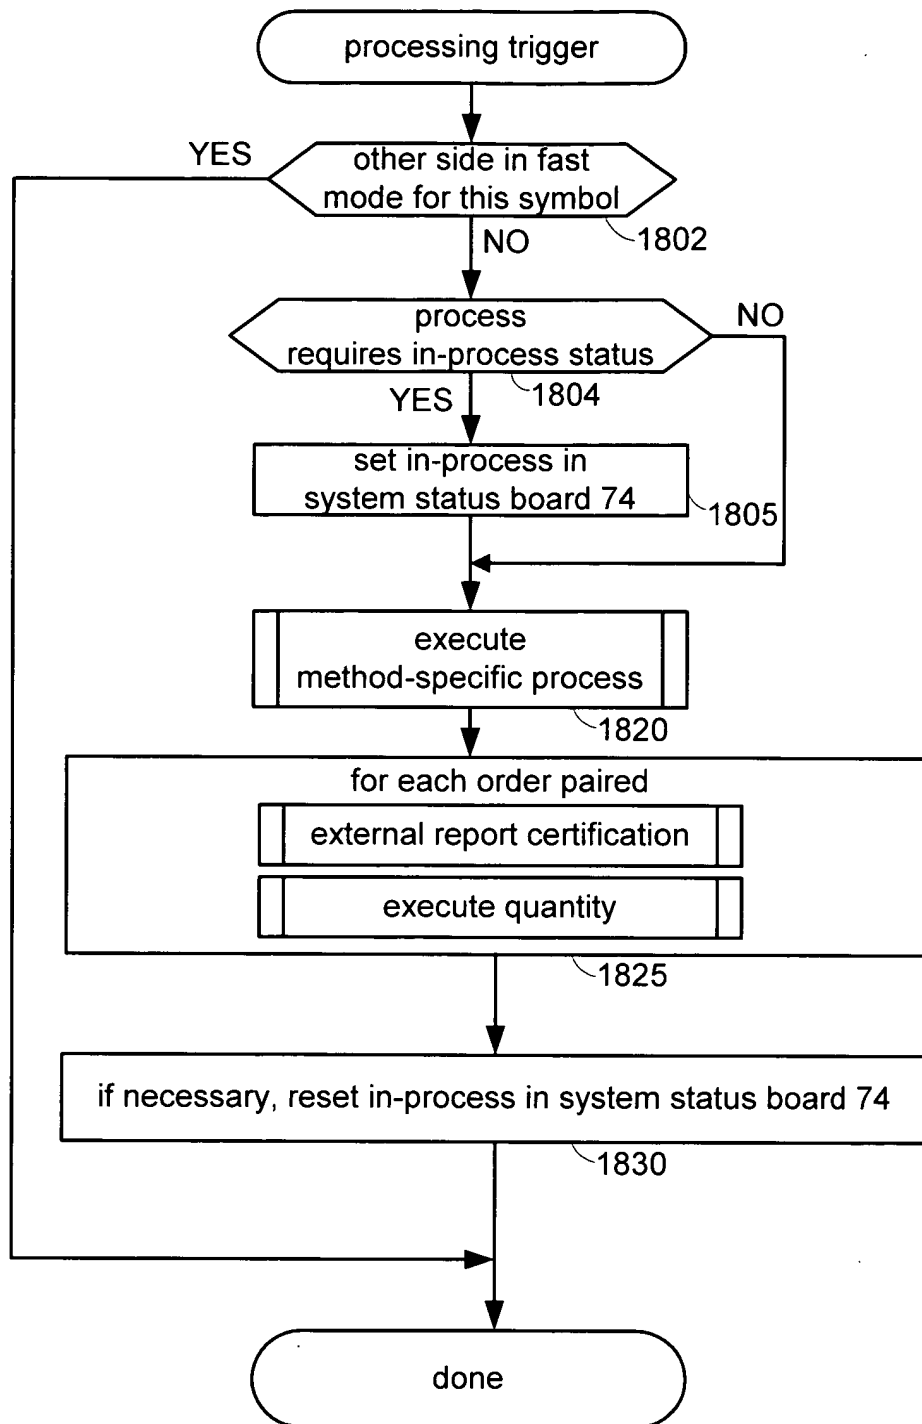 processing trigger
YES
other side in fast
mode for this symbol
1802
NO
process
requires in-process status
NO
1804
YES
set in-process in
system status board 74
1805
execute
method-specific process
1820
for each order paired
external report certification
execute quantity
1825
if necessary, reset in-process in system status board 74
1830
done